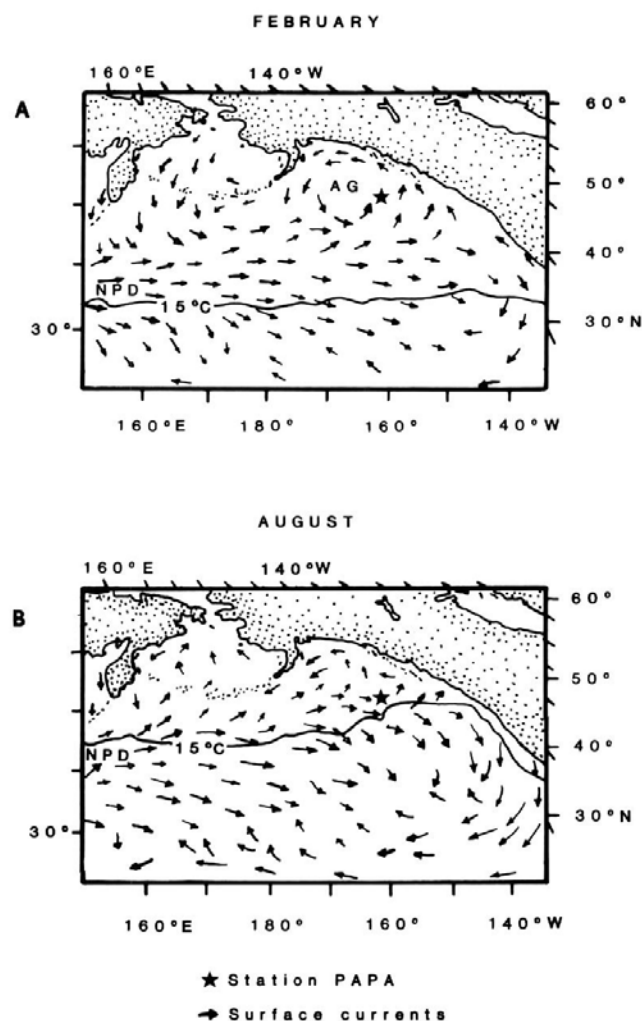 FEBRUARY
160°E 140°W
A
60°
50°
AG
40°
NPD
15°C
30° 30°N
160°E 180° 160° 140°W
AUGUST
160°E 140°W
B
60°
50°
NPD 15°C 40°
30° 30°N
160°E 180° 160° 140°W
★ Station PAPA
→ Surface currents